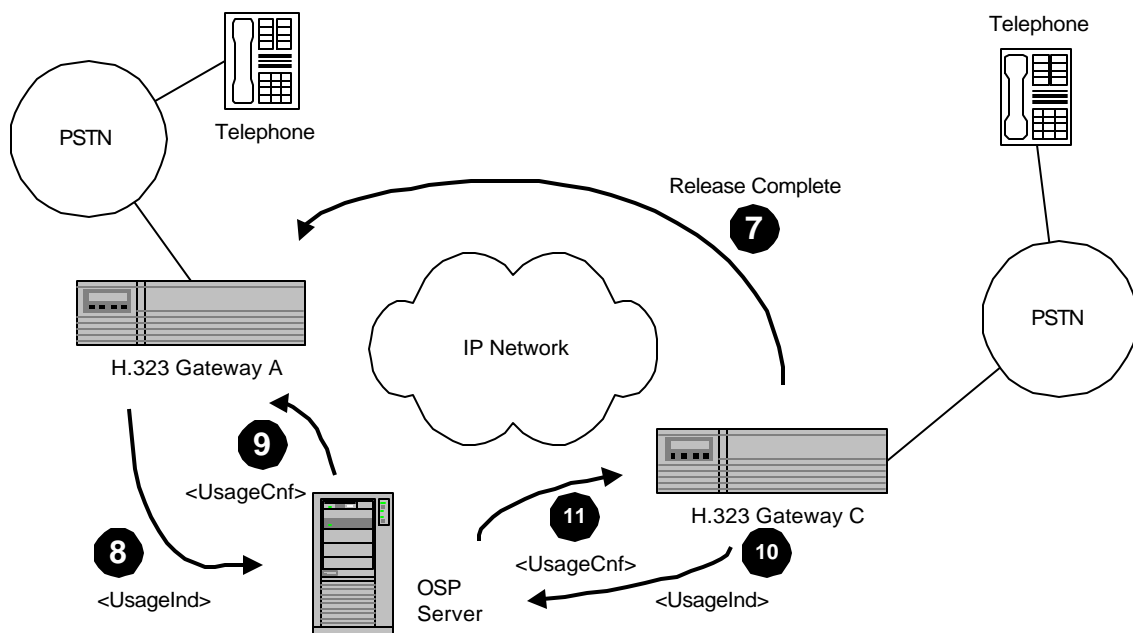 Telephone
PSTN
Telephone
Release Complete
7
PSTN
IP Network
H.323 Gateway A
9
<UsageCnf>
8
<UsageInd>
OSP
Server
11
<UsageCnf>
H.323 Gateway C
10
<UsageInd>